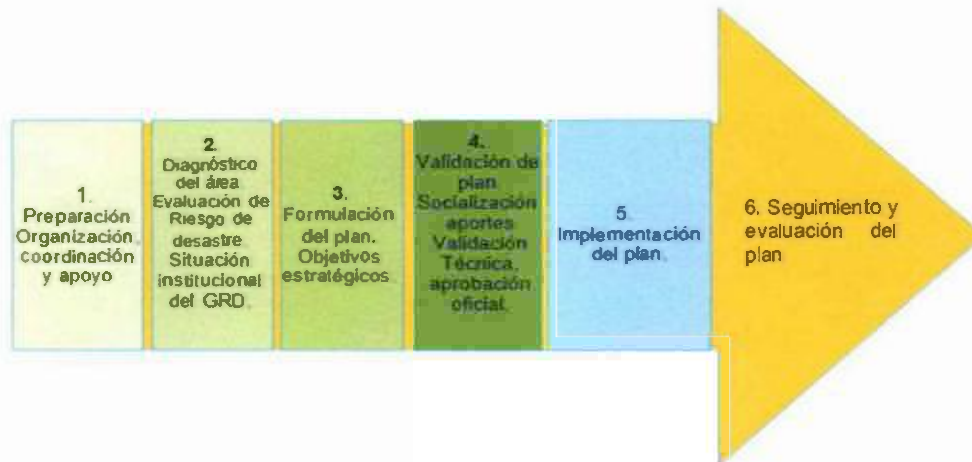 1.
Preparación
Organización,
coordinación
y apoyo
2.
Diagnóstico
del área
Evaluación de
Riesgo de
desastre
Situación
institucional
del GRD.
3.
Formulación
del plan.
Objetivos
estratégicos
4.
Validación de
plan
Socialización
aportes
Validación
Técnica,
aprobación
oficial.
5.
Implementación
del plan
6. Seguimiento y
evaluación del
plan